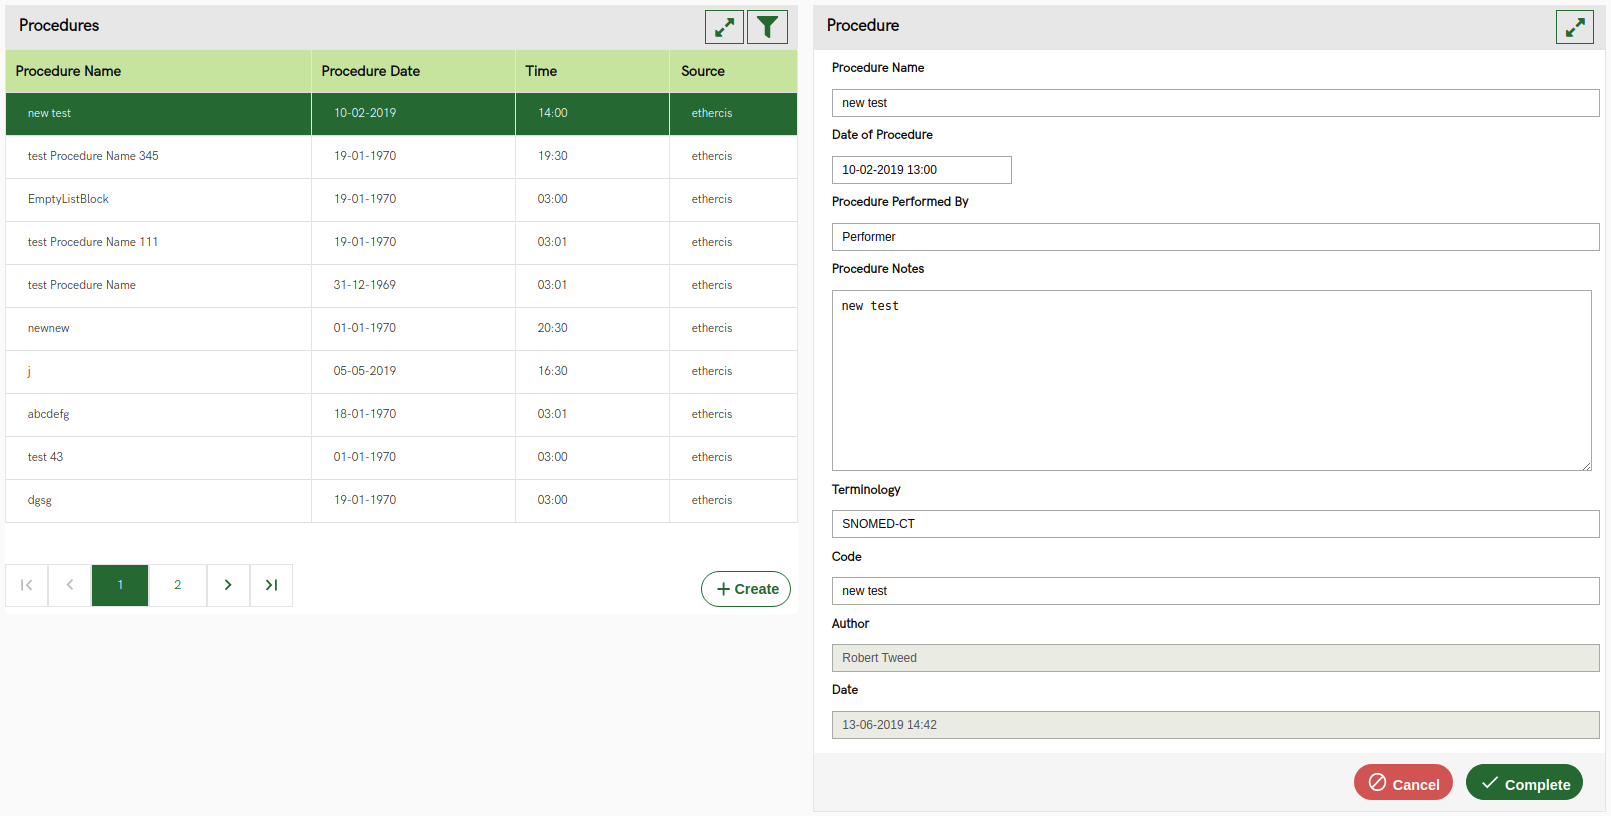 Procedures
Procedure Name Procedure Date Time Source
new test 10-02-2019 14:00 ethercis
test Procedure Name 345 19-01-1970 19:30 ethercis
EmptyListBlock 19-01-1970 03:00 ethercis
test Procedure Name 111 19-01-1970 03:01 ethercis
test Procedure Name 31-12-1969 03:01 ethercis
newnew 01-01-1970 20:30 ethercis
j 05-05-2019 16:30 ethercis
abcdefg 18-01-1970 03:01 ethercis
test 43 01-01-1970 03:00 ethercis
dgsg 19-01-1970 03:00 ethercis
1 2
Create
Procedure
Procedure Name
new test
Date of Procedure
10-02-2019 13:00
Procedure Performed By
Performer
Procedure Notes
new test
Terminology
SNOMED-CT
Code
new test
Author
Robert Tweed
Date
13-06-2019 14:42
Cancel Complete